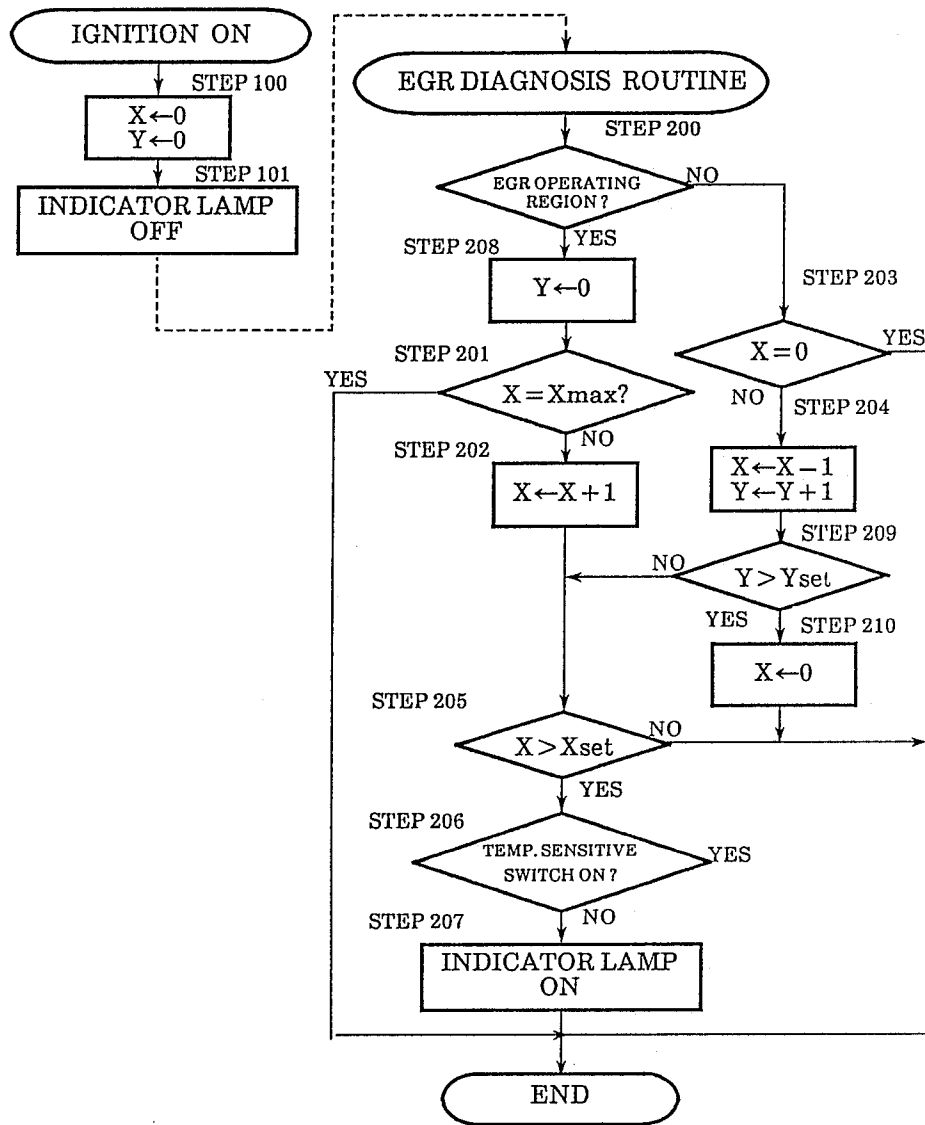 IGNITION ON
STEP 100
X←0
Y←0
STEP 101
INDICATOR LAMP
OFF
EGR DIAGNOSIS ROUTINE
STEP 200
EGR OPERATING
REGION?
NO
YES
STEP 208
Y←0
STEP 203
X=0
YES
NO
STEP 201
YES
X=Xmax?
NO
STEP 204
X←X-1
Y←Y+1
STEP 202
X←X+1
STEP 209
NO
Y>Yset
YES
STEP 210
X←0
STEP 205
X>Xset
NO
YES
STEP 206
TEMP. SENSITIVE
SWITCH ON?
YES
NO
STEP 207
INDICATOR LAMP
ON
END